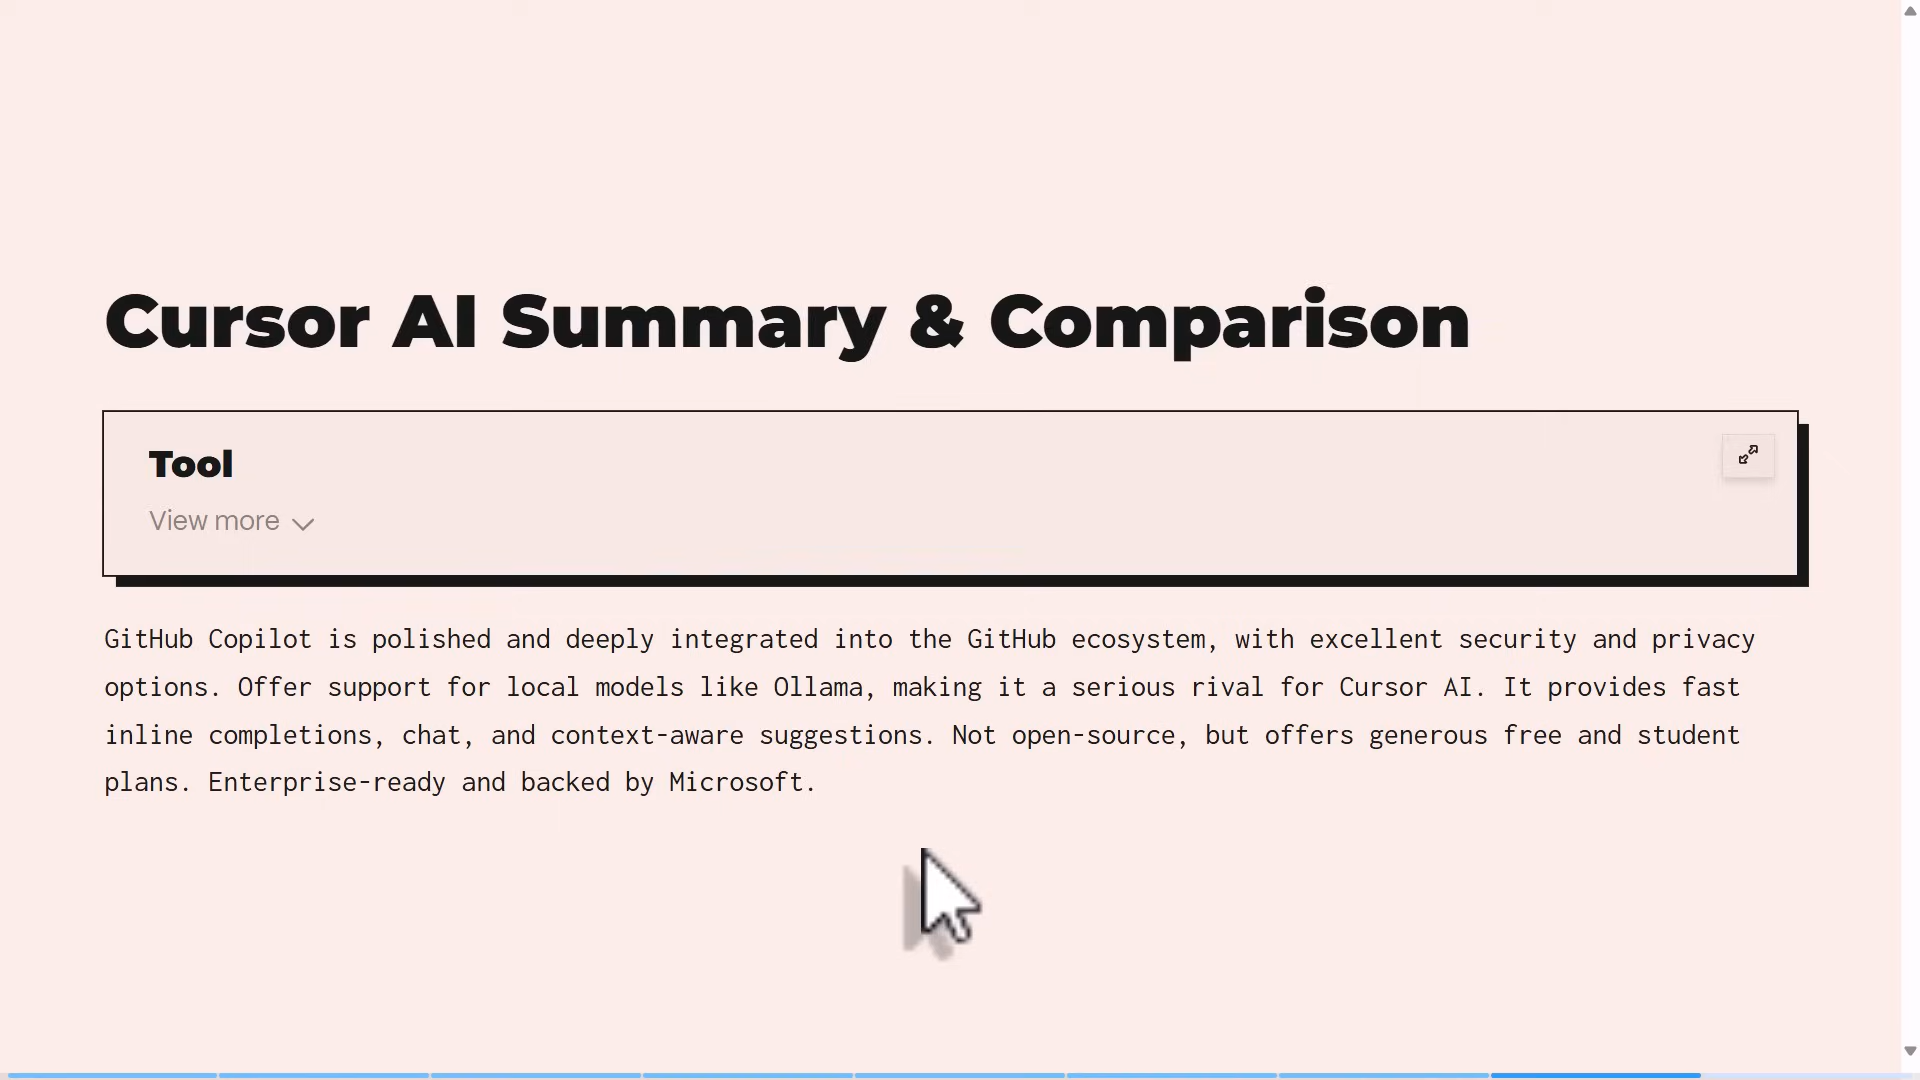 Cursor AI Summary & Comparison
Tool
View more
GitHub Copilot is polished and deeply integrated into the GitHub ecosystem, with excellent security and privacy
options. Offer support for local models like Ollama, making it a serious rival for Cursor AI. It provides fast
inline completions, chat, and context-aware suggestions. Not open-source, but offers generous free and student
plans. Enterprise-ready and backed by Microsoft.